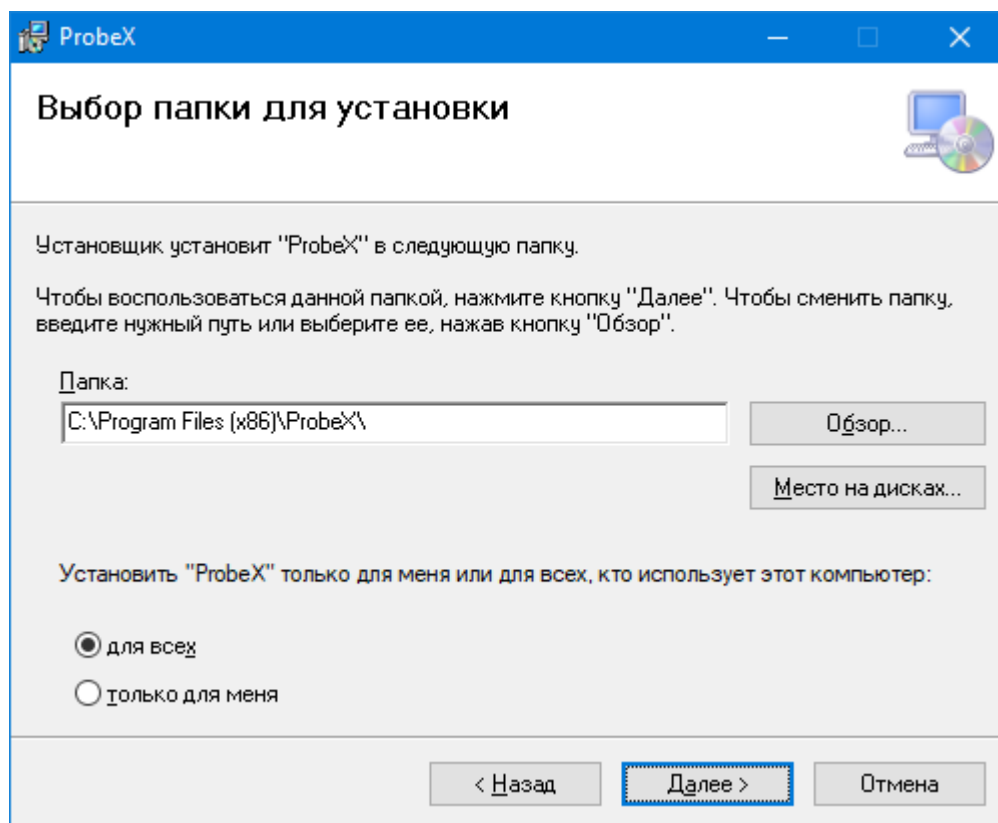 ProbeX
Выбор папки для установки
Установщик установит "ProbeX" в следующую папку.
Чтобы воспользоваться данной папкой, нажмите кнопку "Далее". Чтобы сменить папку,
введите нужный путь или выберите ее, нажав кнопку "Обзор".
Папка:
C:\Program Files (x86)\ProbeX\
Обзор...
Место на дисках...
Установить "ProbeX" только для меня или для всех, кто использует этот компьютер:
для всех
только для меня
< Назад
Далее >
Отмена